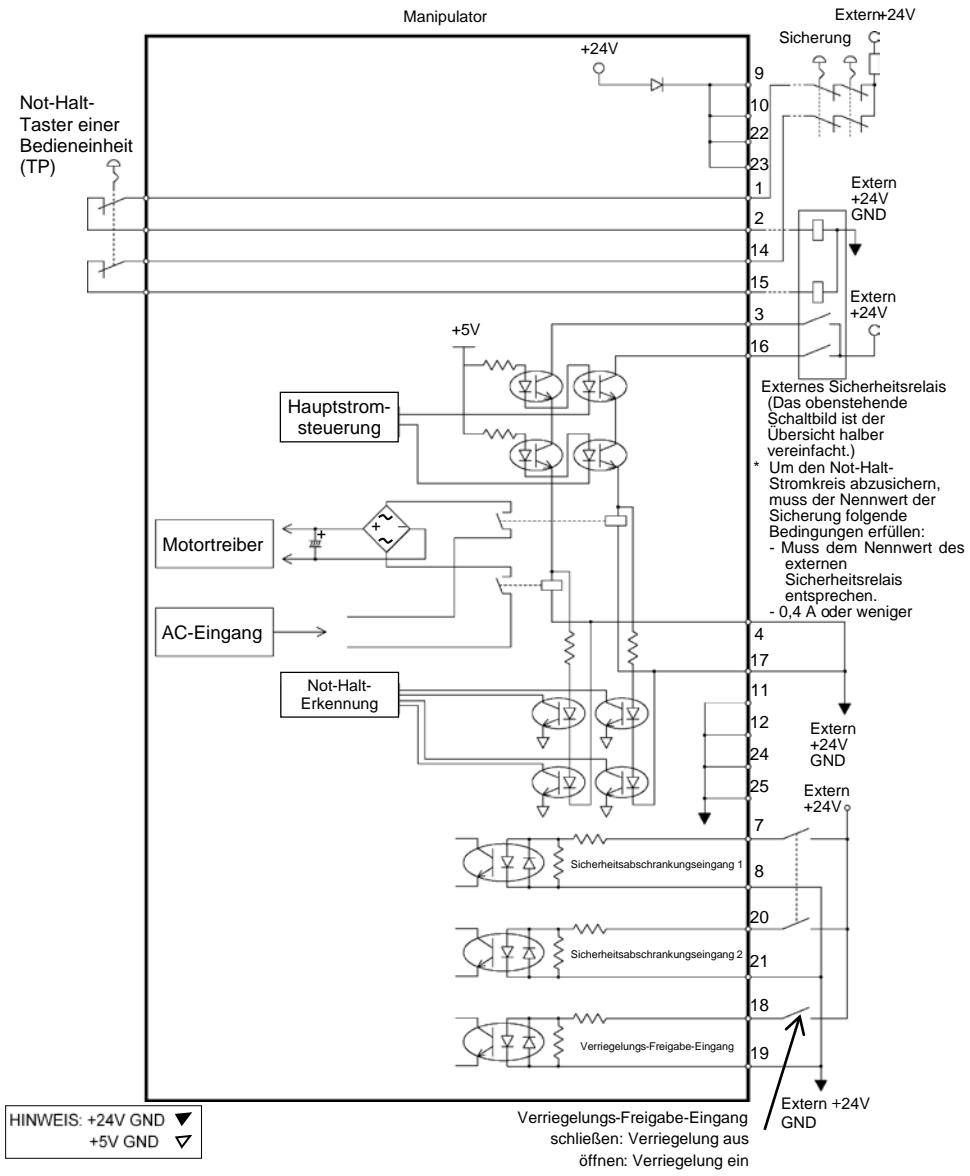 Manipulator
Extern+24V
Sicherung
+24V
9
10
22
23
Not-Halt-
Taster einer
Bedieneinheit
(TP)
1
2
14
15
Extern
+24V
GND
3
16
Extern
+24V
+5V
Hauptstrom-
steuerung
Externes Sicherheitsrelais
(Das obenstehende
Schaltbild ist der
Übersicht halber
vereinfacht.)
* Um den Not-Halt-
Stromkreis abzusichern,
muss der Nennwert der
Sicherung folgende
Bedingungen erfüllen:
- Muss dem Nennwert des
externen
Sicherheitsrelais
entsprechen.
- 0,4 A oder weniger
Motortreiber
AC-Eingang
4
17
Not-Halt-
Erkennung
11
12
24
25
Extern
+24V
GND
Extern
+24V
7
Sicherheitsabschrankungseingang 1
8
20
Sicherheitsabschrankungseingang 2
21
18
Verriegelungs-Freigabe-Eingang
19
Extern +24V
GND
HINWEIS: +24V GND
+5V GND
Verriegelungs-Freigabe-Eingang
schließen: Verriegelung aus
öffnen: Verriegelung ein